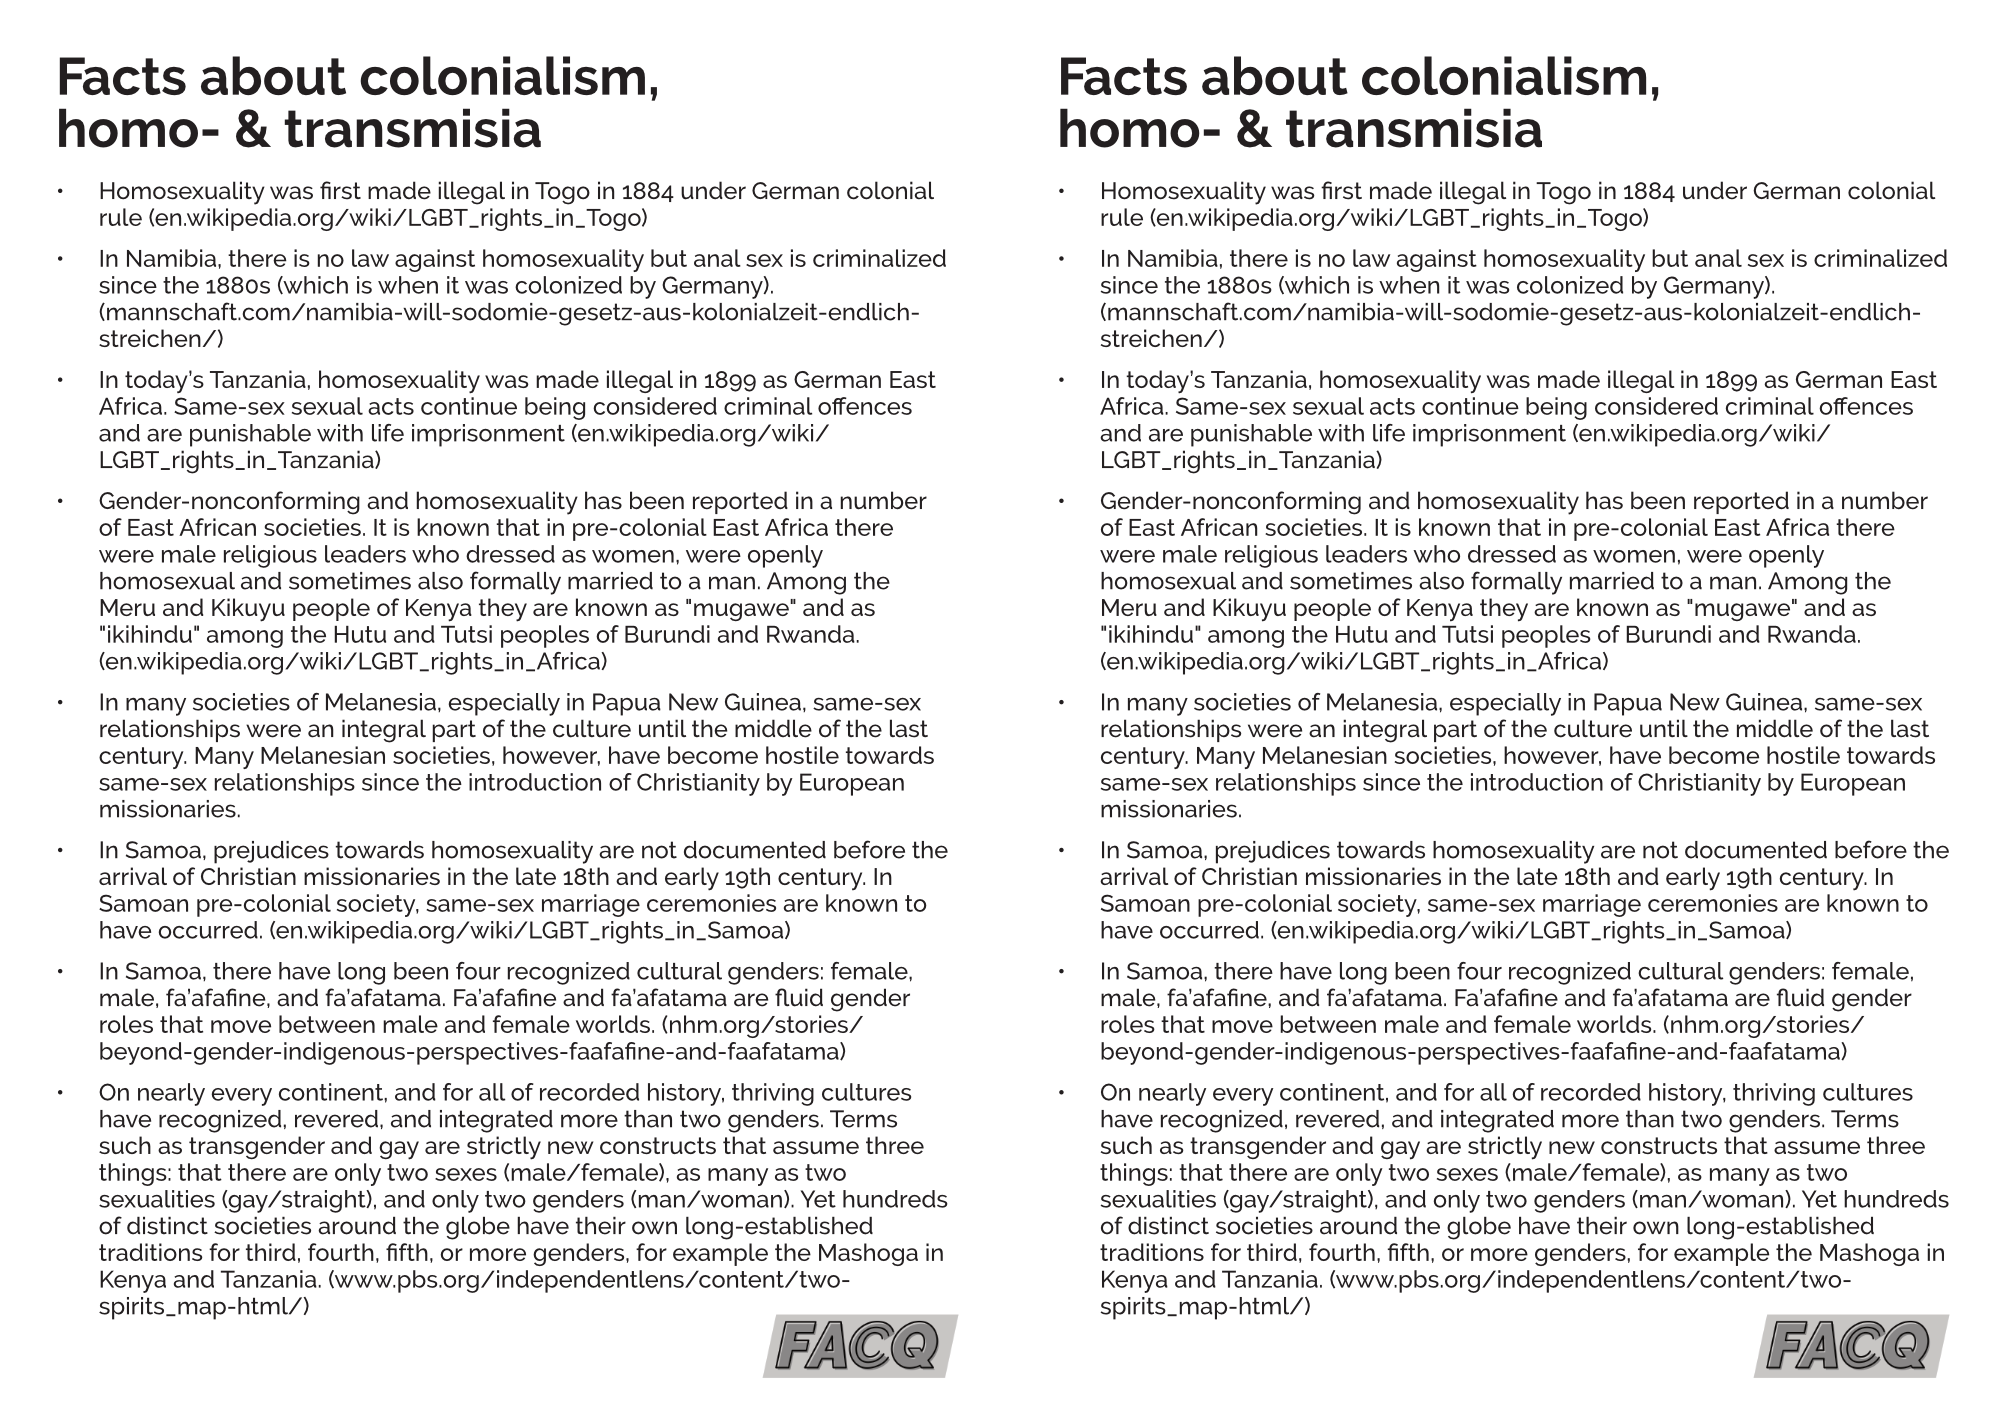 Facts about colonialism,
homo- & transmisia
• Homosexuality was first made illegal in Togo in 1884 under German colonial
rule (en.wikipedia.org/wiki/LGBT_rights_in_Togo)
• In Namibia, there is no law against homosexuality but anal sex is criminalized
since the 1880s (which is when it was colonized by Germany).
(mannschaft.com/namibia-will-sodomie-gesetz-aus-kolonialzeit-endlich-
streichen/)
• In today's Tanzania, homosexuality was made illegal in 1899 as German East
Africa. Same-sex sexual acts continue being considered criminal offences
and are punishable with life imprisonment (en.wikipedia.org/wiki/
LGBT_rights_in_Tanzania)
• Gender-nonconforming and homosexuality has been reported in a number
of East African societies. It is known that in pre-colonial East Africa there
were male religious leaders who dressed as women, were openly
homosexual and sometimes also formally married to a man. Among the
Meru and Kikuyu people of Kenya they are known as "mugawe" and as
"ikihindu" among the Hutu and Tutsi peoples of Burundi and Rwanda.
(en.wikipedia.org/wiki/LGBT_rights_in_Africa)
• In many societies of Melanesia, especially in Papua New Guinea, same-sex
relationships were an integral part of the culture until the middle of the last
century. Many Melanesian societies, however, have become hostile towards
same-sex relationships since the introduction of Christianity by European
missionaries.
• In Samoa, prejudices towards homosexuality are not documented before the
arrival of Christian missionaries in the late 18th and early 19th century. In
Samoan pre-colonial society, same-sex marriage ceremonies are known to
have occurred. (en.wikipedia.org/wiki/LGBT_rights_in_Samoa)
• In Samoa, there have long been four recognized cultural genders: female,
male, fa'afafine, and fa'afatama. Fa'afafine and fa'afatama are fluid gender
roles that move between male and female worlds. (nhm.org/stories/
beyond-gender-indigenous-perspectives-faafafine-and-faafatama)
• On nearly every continent, and for all of recorded history, thriving cultures
have recognized, revered, and integrated more than two genders. Terms
such as transgender and gay are strictly new constructs that assume three
things: that there are only two sexes (male/female), as many as two
sexualities (gay/straight), and only two genders (man/woman). Yet hundreds
of distinct societies around the globe have their own long-established
traditions for third, fourth, fifth, or more genders, for example the Mashoga in
Kenya and Tanzania. (www.pbs.org/independentlens/content/two-
spirits_map-html/)
FACQ
Facts about colonialism,
homo- & transmisia
• Homosexuality was first made illegal in Togo in 1884 under German colonial
rule (en.wikipedia.org/wiki/LGBT_rights_in_Togo)
• In Namibia, there is no law against homosexuality but anal sex is criminalized
since the 1880s (which is when it was colonized by Germany).
(mannschaft.com/namibia-will-sodomie-gesetz-aus-kolonialzeit-endlich-
streichen/)
• In today's Tanzania, homosexuality was made illegal in 1899 as German East
Africa. Same-sex sexual acts continue being considered criminal offences
and are punishable with life imprisonment (en.wikipedia.org/wiki/
LGBT_rights_in_Tanzania)
• Gender-nonconforming and homosexuality has been reported in a number
of East African societies. It is known that in pre-colonial East Africa there
were male religious leaders who dressed as women, were openly
homosexual and sometimes also formally married to a man. Among the
Meru and Kikuyu people of Kenya they are known as "mugawe" and as
"ikihindu" among the Hutu and Tutsi peoples of Burundi and Rwanda.
(en.wikipedia.org/wiki/LGBT_rights_in_Africa)
• In many societies of Melanesia, especially in Papua New Guinea, same-sex
relationships were an integral part of the culture until the middle of the last
century. Many Melanesian societies, however, have become hostile towards
same-sex relationships since the introduction of Christianity by European
missionaries.
• In Samoa, prejudices towards homosexuality are not documented before the
arrival of Christian missionaries in the late 18th and early 19th century. In
Samoan pre-colonial society, same-sex marriage ceremonies are known to
have occurred. (en.wikipedia.org/wiki/LGBT_rights_in_Samoa)
• In Samoa, there have long been four recognized cultural genders: female,
male, fa'afafine, and fa'afatama. Fa'afafine and fa'afatama are fluid gender
roles that move between male and female worlds. (nhm.org/stories/
beyond-gender-indigenous-perspectives-faafafine-and-faafatama)
• On nearly every continent, and for all of recorded history, thriving cultures
have recognized, revered, and integrated more than two genders. Terms
such as transgender and gay are strictly new constructs that assume three
things: that there are only two sexes (male/female), as many as two
sexualities (gay/straight), and only two genders (man/woman). Yet hundreds
of distinct societies around the globe have their own long-established
traditions for third, fourth, fifth, or more genders, for example the Mashoga in
Kenya and Tanzania. (www.pbs.org/independentlens/content/two-
spirits_map-html/)
FACQ